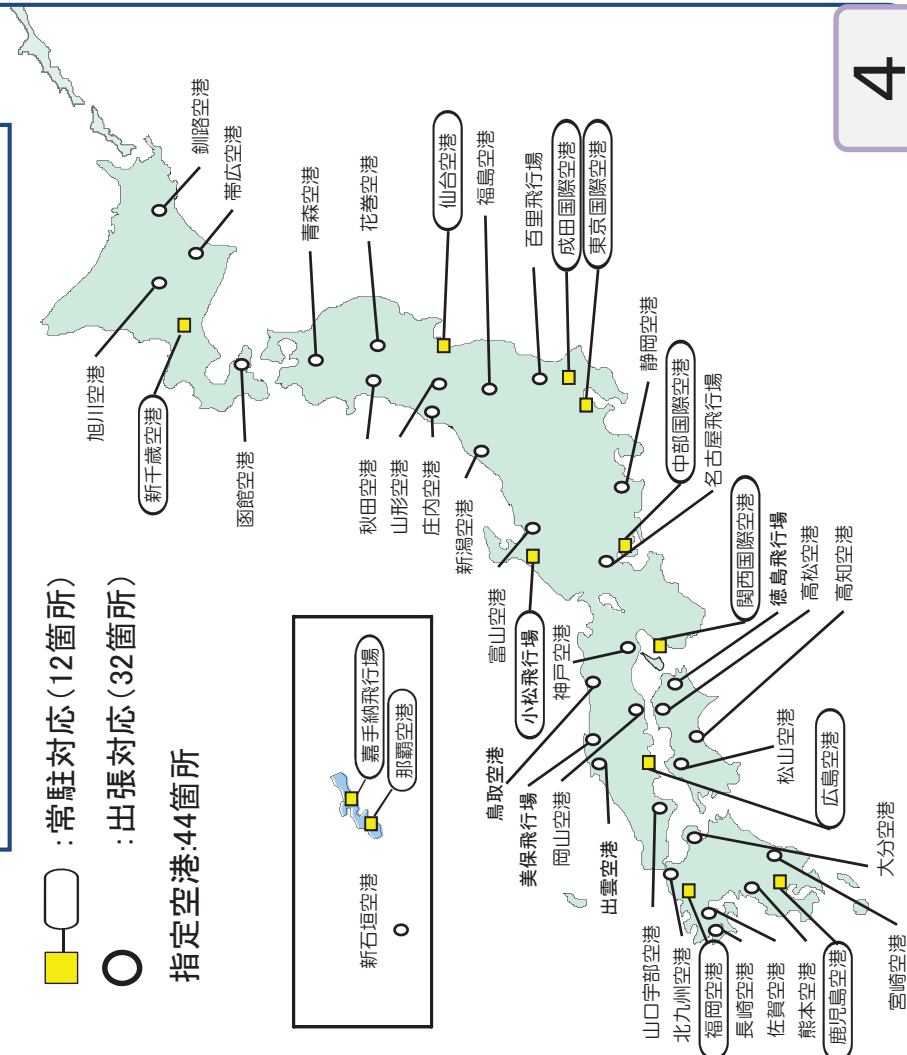 ：常駐対応（12箇所）
：出張対応（32箇所）
指定空港:44箇所
旭川空港
新千歳空港
函館空港
釧路空港
帯広空港
青森空港
花巻空港
仙台空港
福島空港
百里飛行場
成田国際空港
東京国際空港
静岡空港
中部国際空港
名古屋飛行場
関西国際空港
徳島飛行場
高松空港
高知空港
秋田空港
山形空港
庄内空港
新潟空港
富山空港
小松飛行場
神戸空港
鳥取空港
美保飛行場
岡山空港
出雲空港
松山空港
広島空港
大分空港
宮崎空港
山口宇部空港
北九州空港
福岡空港
長崎空港
佐賀空港
熊本空港
鹿児島空港
嘉手納飛行場
那覇空港
新石垣空港
4